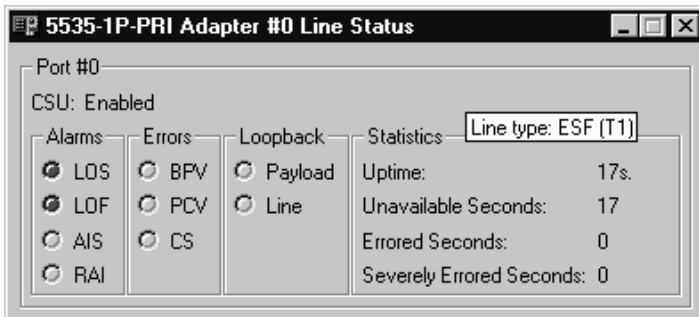 5535-1P-PRI Adapter #0 Line Status
Port #0
CSU: Enabled
Line type: ESF (T1)
Alarms
LOS
LOF
AIS
RAI
Errors
BPV
PCV
CS
Loopback
Payload
Line
Statistics
Uptime: 17s.
Unavailable Seconds: 17
Errored Seconds: 0
Severely Errored Seconds: 0